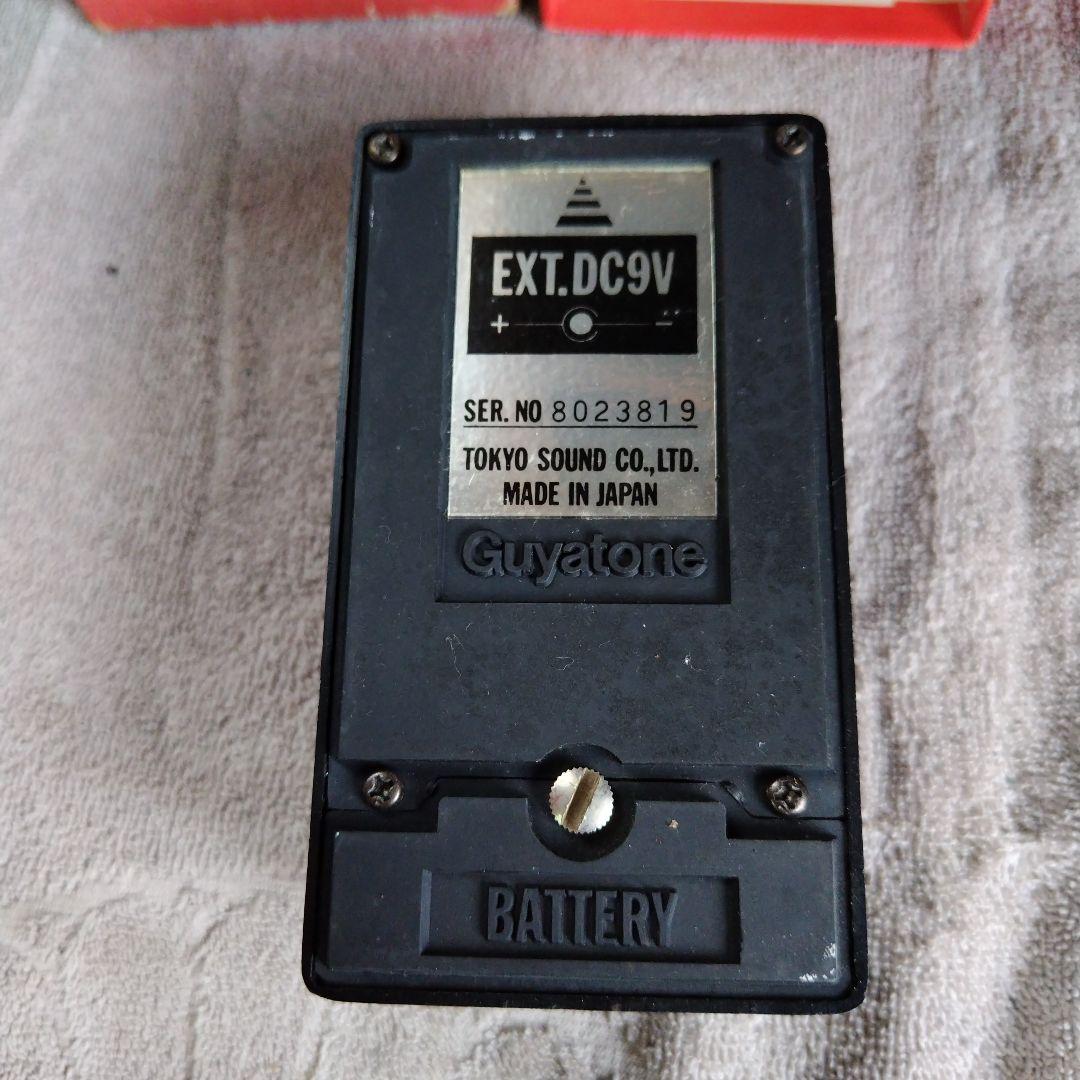 EXT.DC9V
+ -
SER. NO 8023819
TOKYO SOUND CO.,LTD.
MADE IN JAPAN
Guyatone
BATTERY